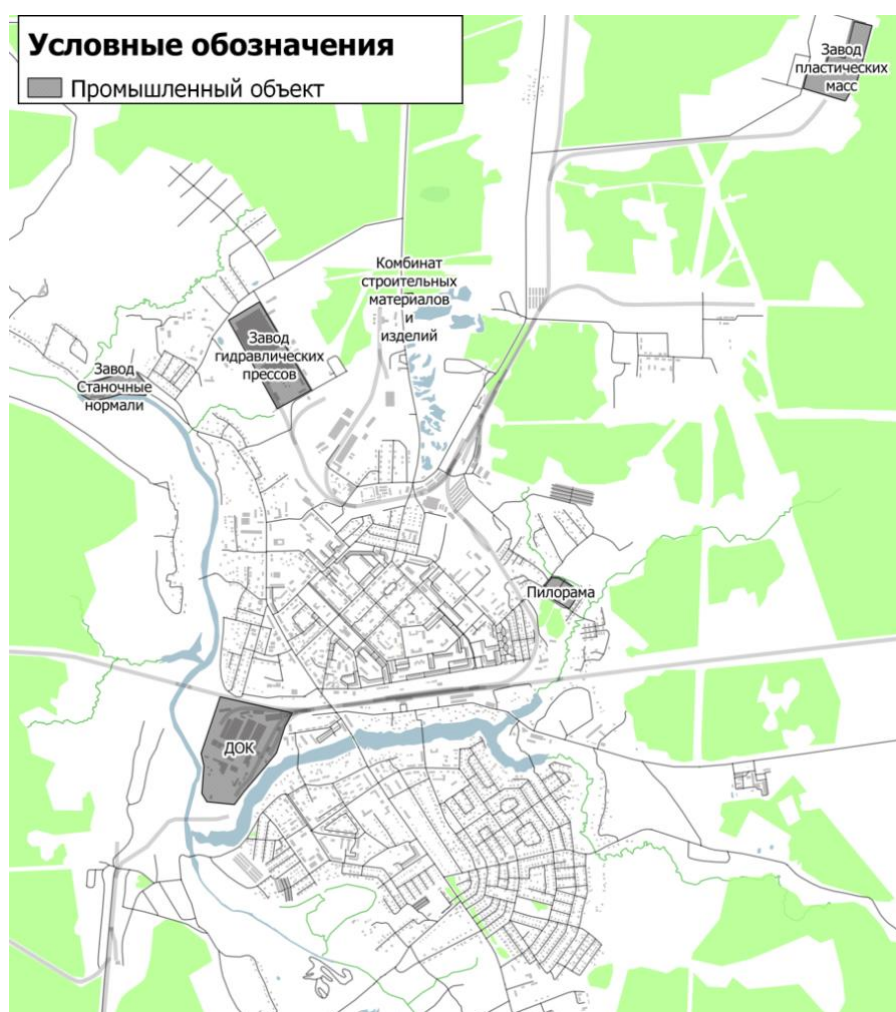 Условные обозначения
Промышленный объект
Завод
пластических
масс
Комбинат
строительных
материалов
и
изделий
Завод
гидравлических
прессов
Завод
Станочные
нормали
Пилорама
ДОК